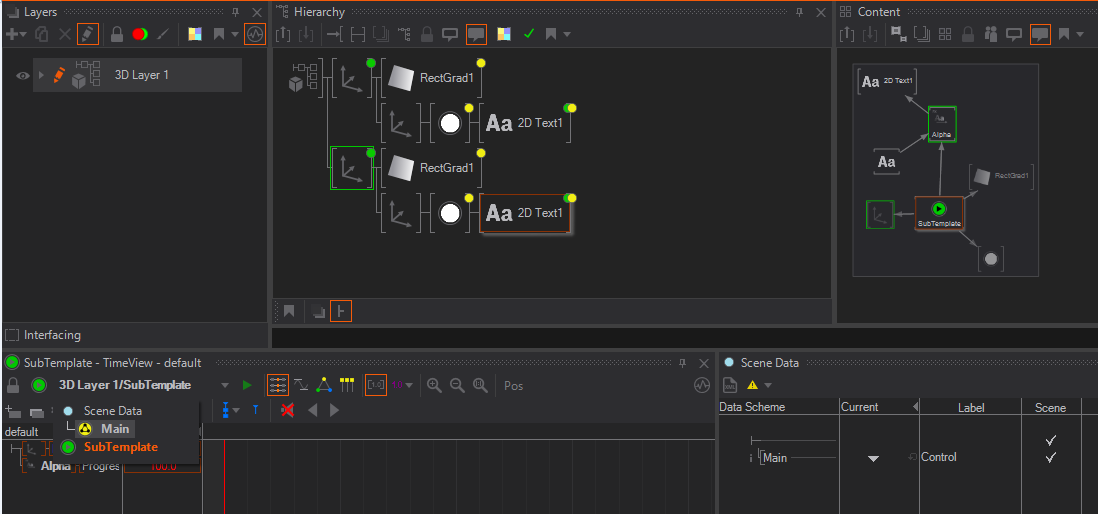 Layers
Hierarchy
Content
3D Layer 1
RectGrad1
Aa 2D Text1
RectGrad1
Aa 2D Text1
Aa 2D Text1
Aa
Alpha
Aa
RectGrad1
SubTemplate
Interfacing
SubTemplate - TimeView - default
Scene Data
3D Layer 1/SubTemplate
Pos
Scene Data
Main
SubTemplate
default
Alpha Progres 100.0
Data Scheme Current Label Scene
Main Control